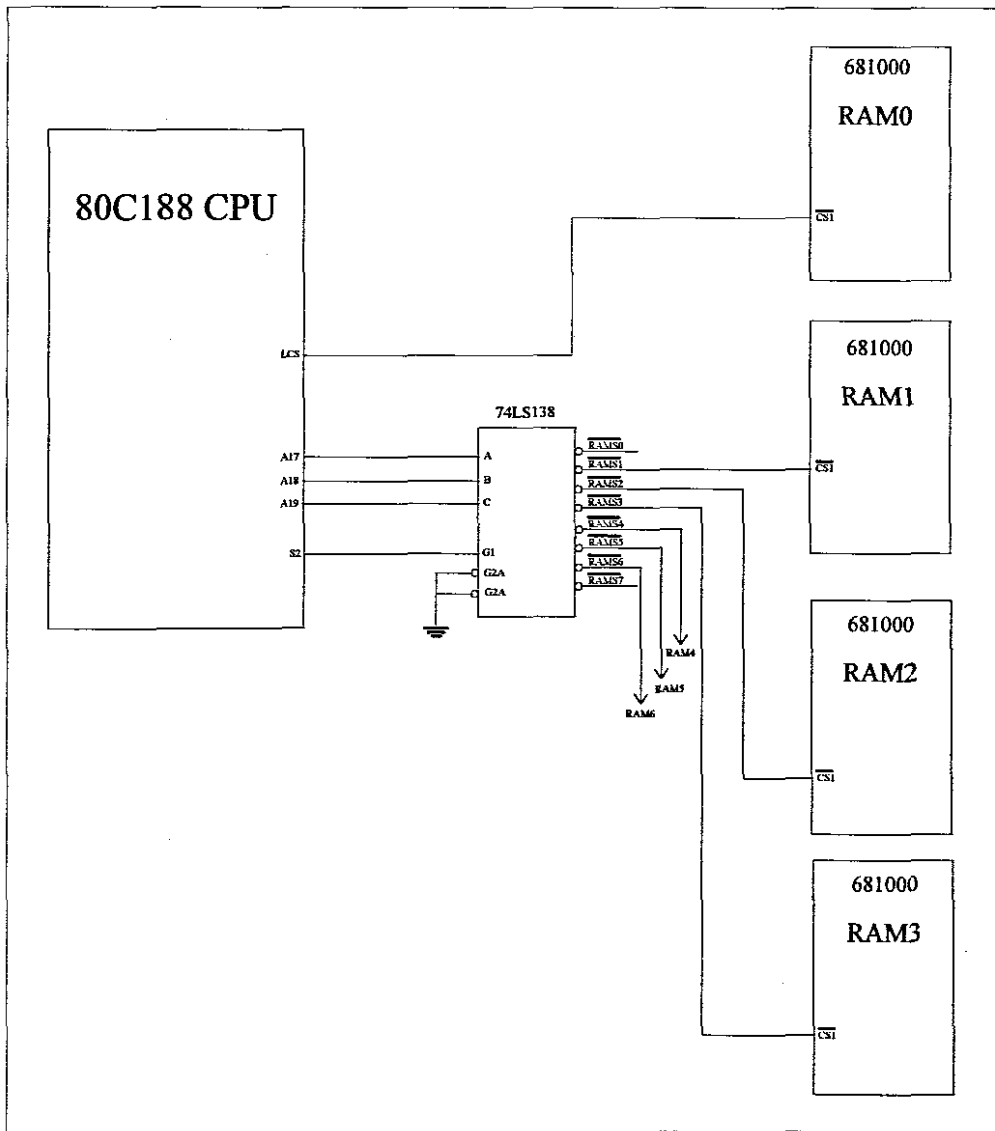 681000
RAM0
CS1
80C188 CPU
LCS
A17
A18
A19
S2
74LS138
A
B
C
G1
G2A
G2A
RAMS0
RAMS1
RAMS2
RAMS3
RAMS4
RAMS5
RAMS6
RAMS7
RAM4
RAM5
RAM6
681000
RAM1
CS1
681000
RAM2
CS1
681000
RAM3
CS1